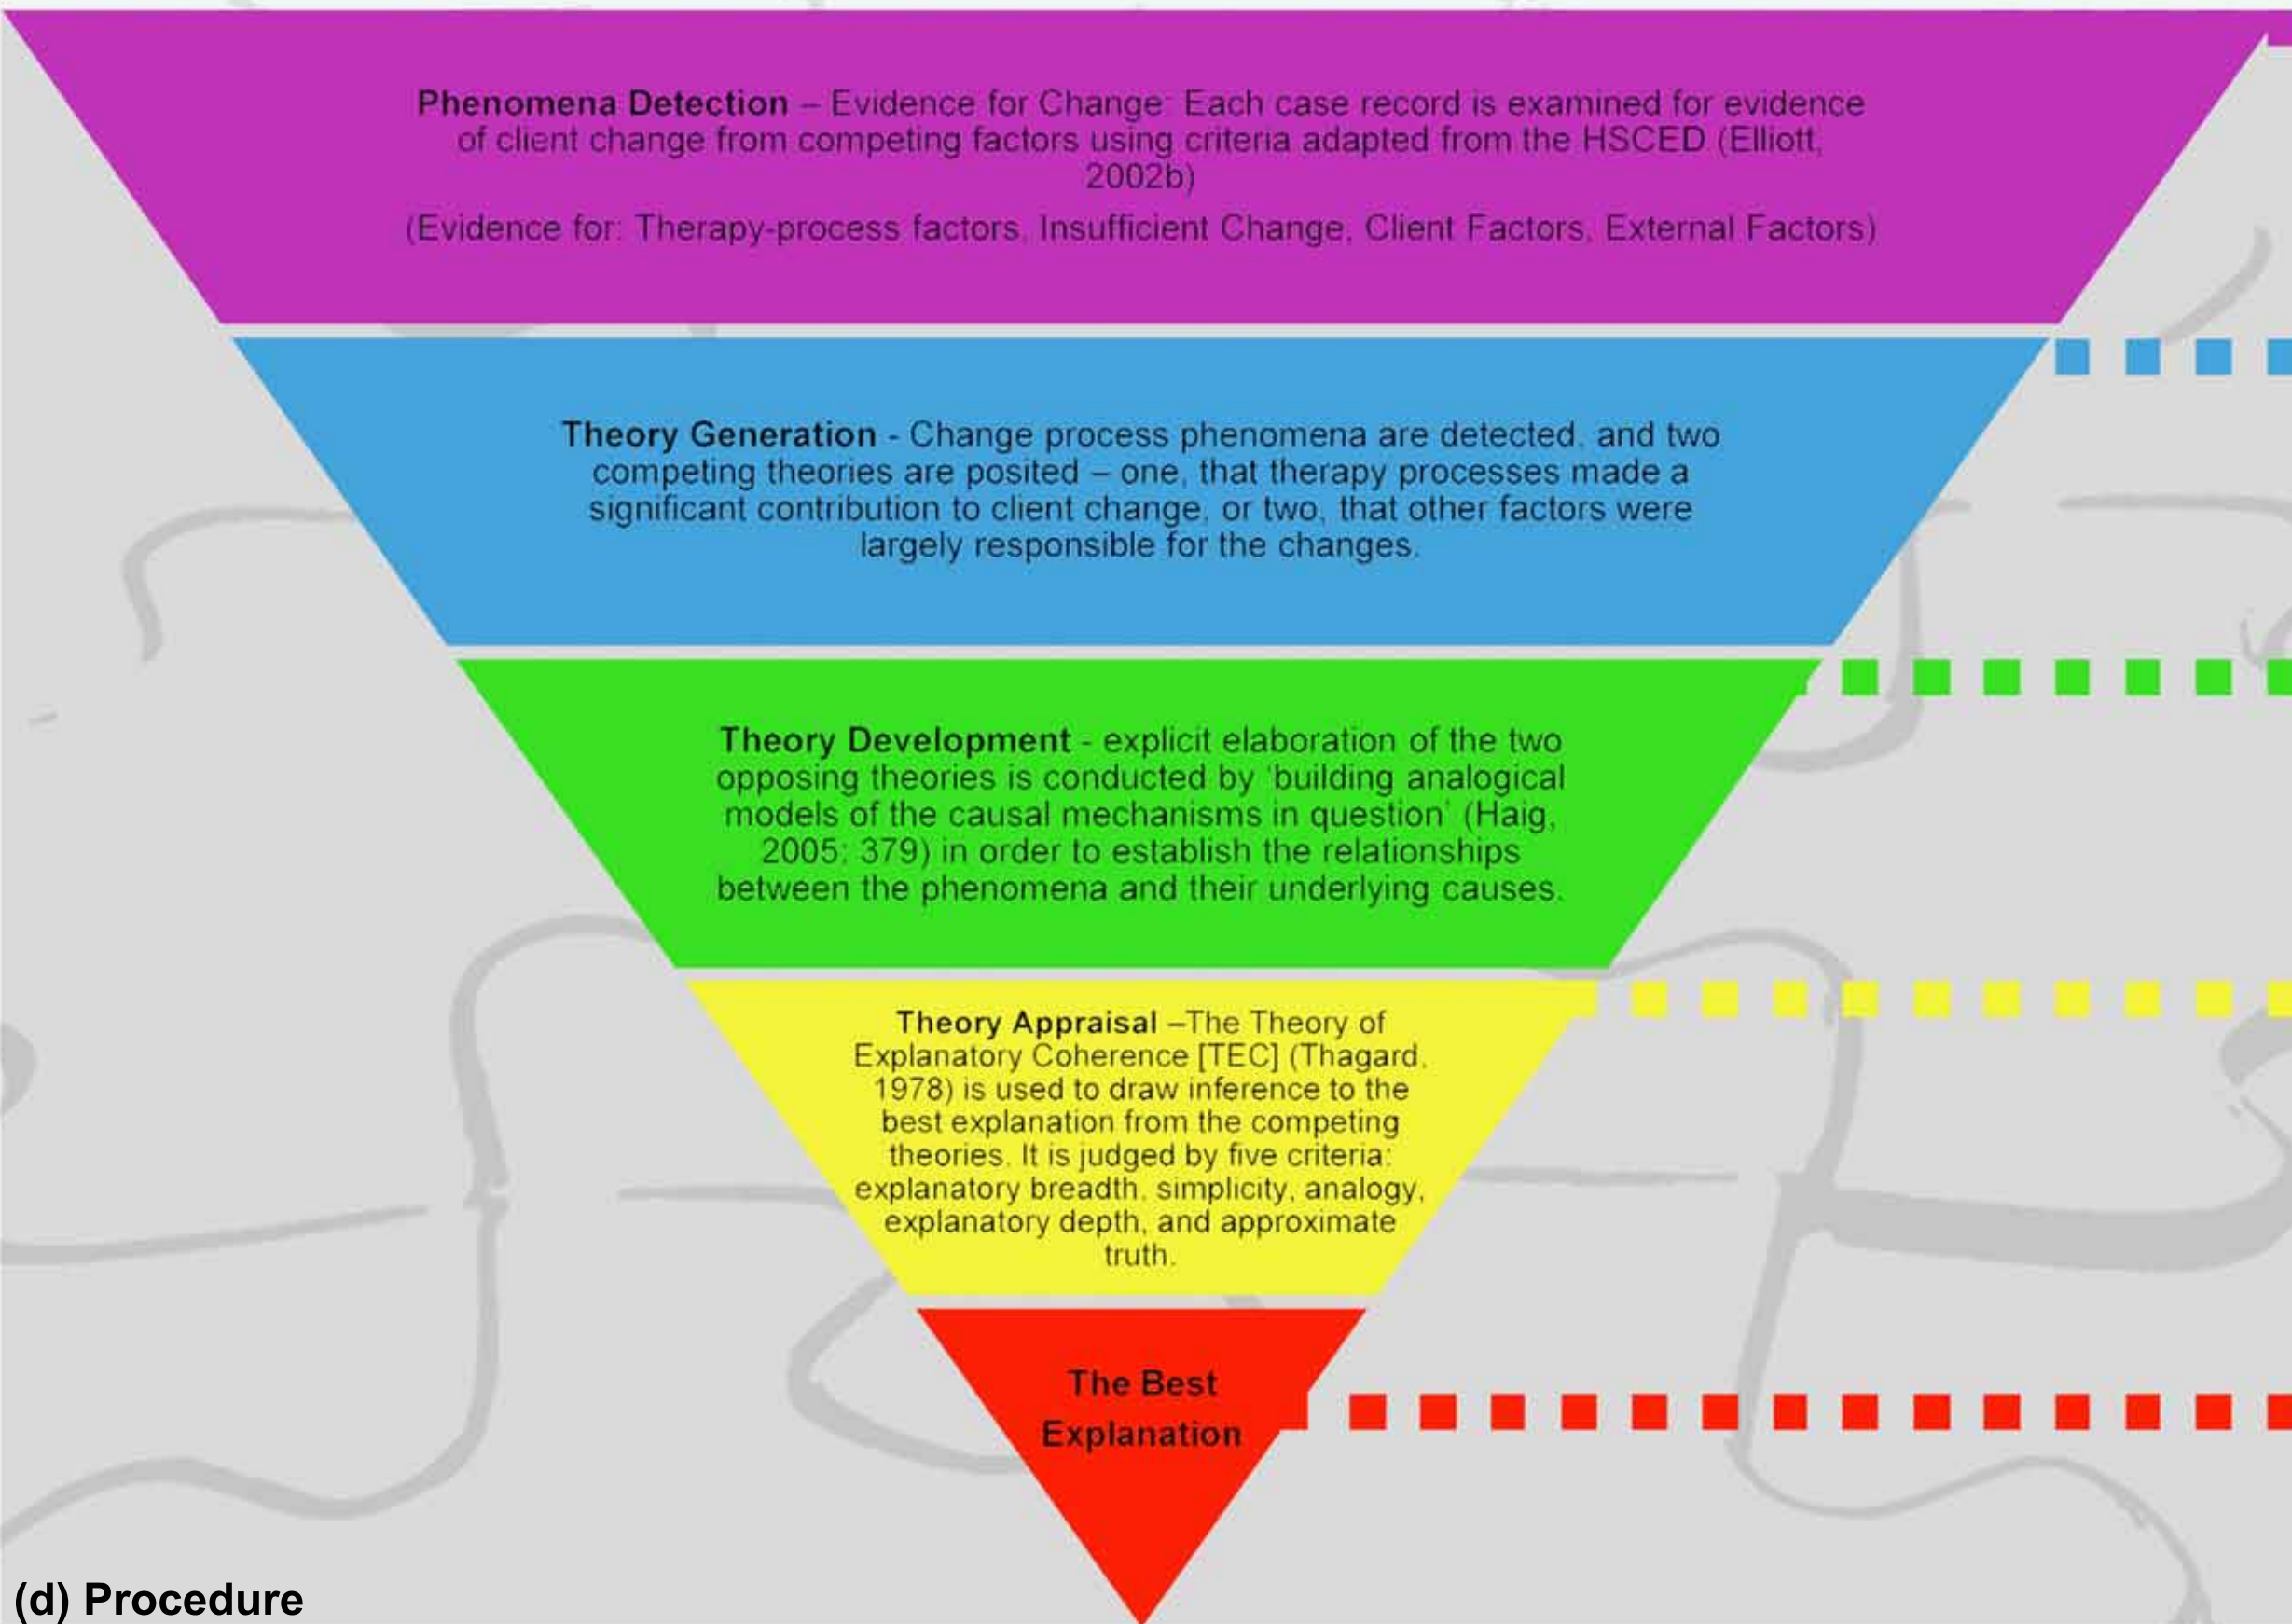 Phenomena Detection – Evidence for Change: Each case record is examined for evidence
of client change from competing factors using criteria adapted from the HSCED (Elliott,
2002b)
(Evidence for: Therapy-process factors, Insufficient Change, Client Factors, External Factors)
Theory Generation - Change process phenomena are detected, and two
competing theories are posited – one, that therapy processes made a
significant contribution to client change, or two, that other factors were
largely responsible for the changes.
Theory Development - explicit elaboration of the two
opposing theories is conducted by 'building analogical
models of the causal mechanisms in question' (Haig,
2005: 379) in order to establish the relationships
between the phenomena and their underlying causes.
Theory Appraisal –The Theory of
Explanatory Coherence [TEC] (Thagard,
1978) is used to draw inference to the
best explanation from the competing
theories. It is judged by five criteria:
explanatory breadth, simplicity, analogy,
explanatory depth, and approximate
truth.
The Best
Explanation
(d) Procedure